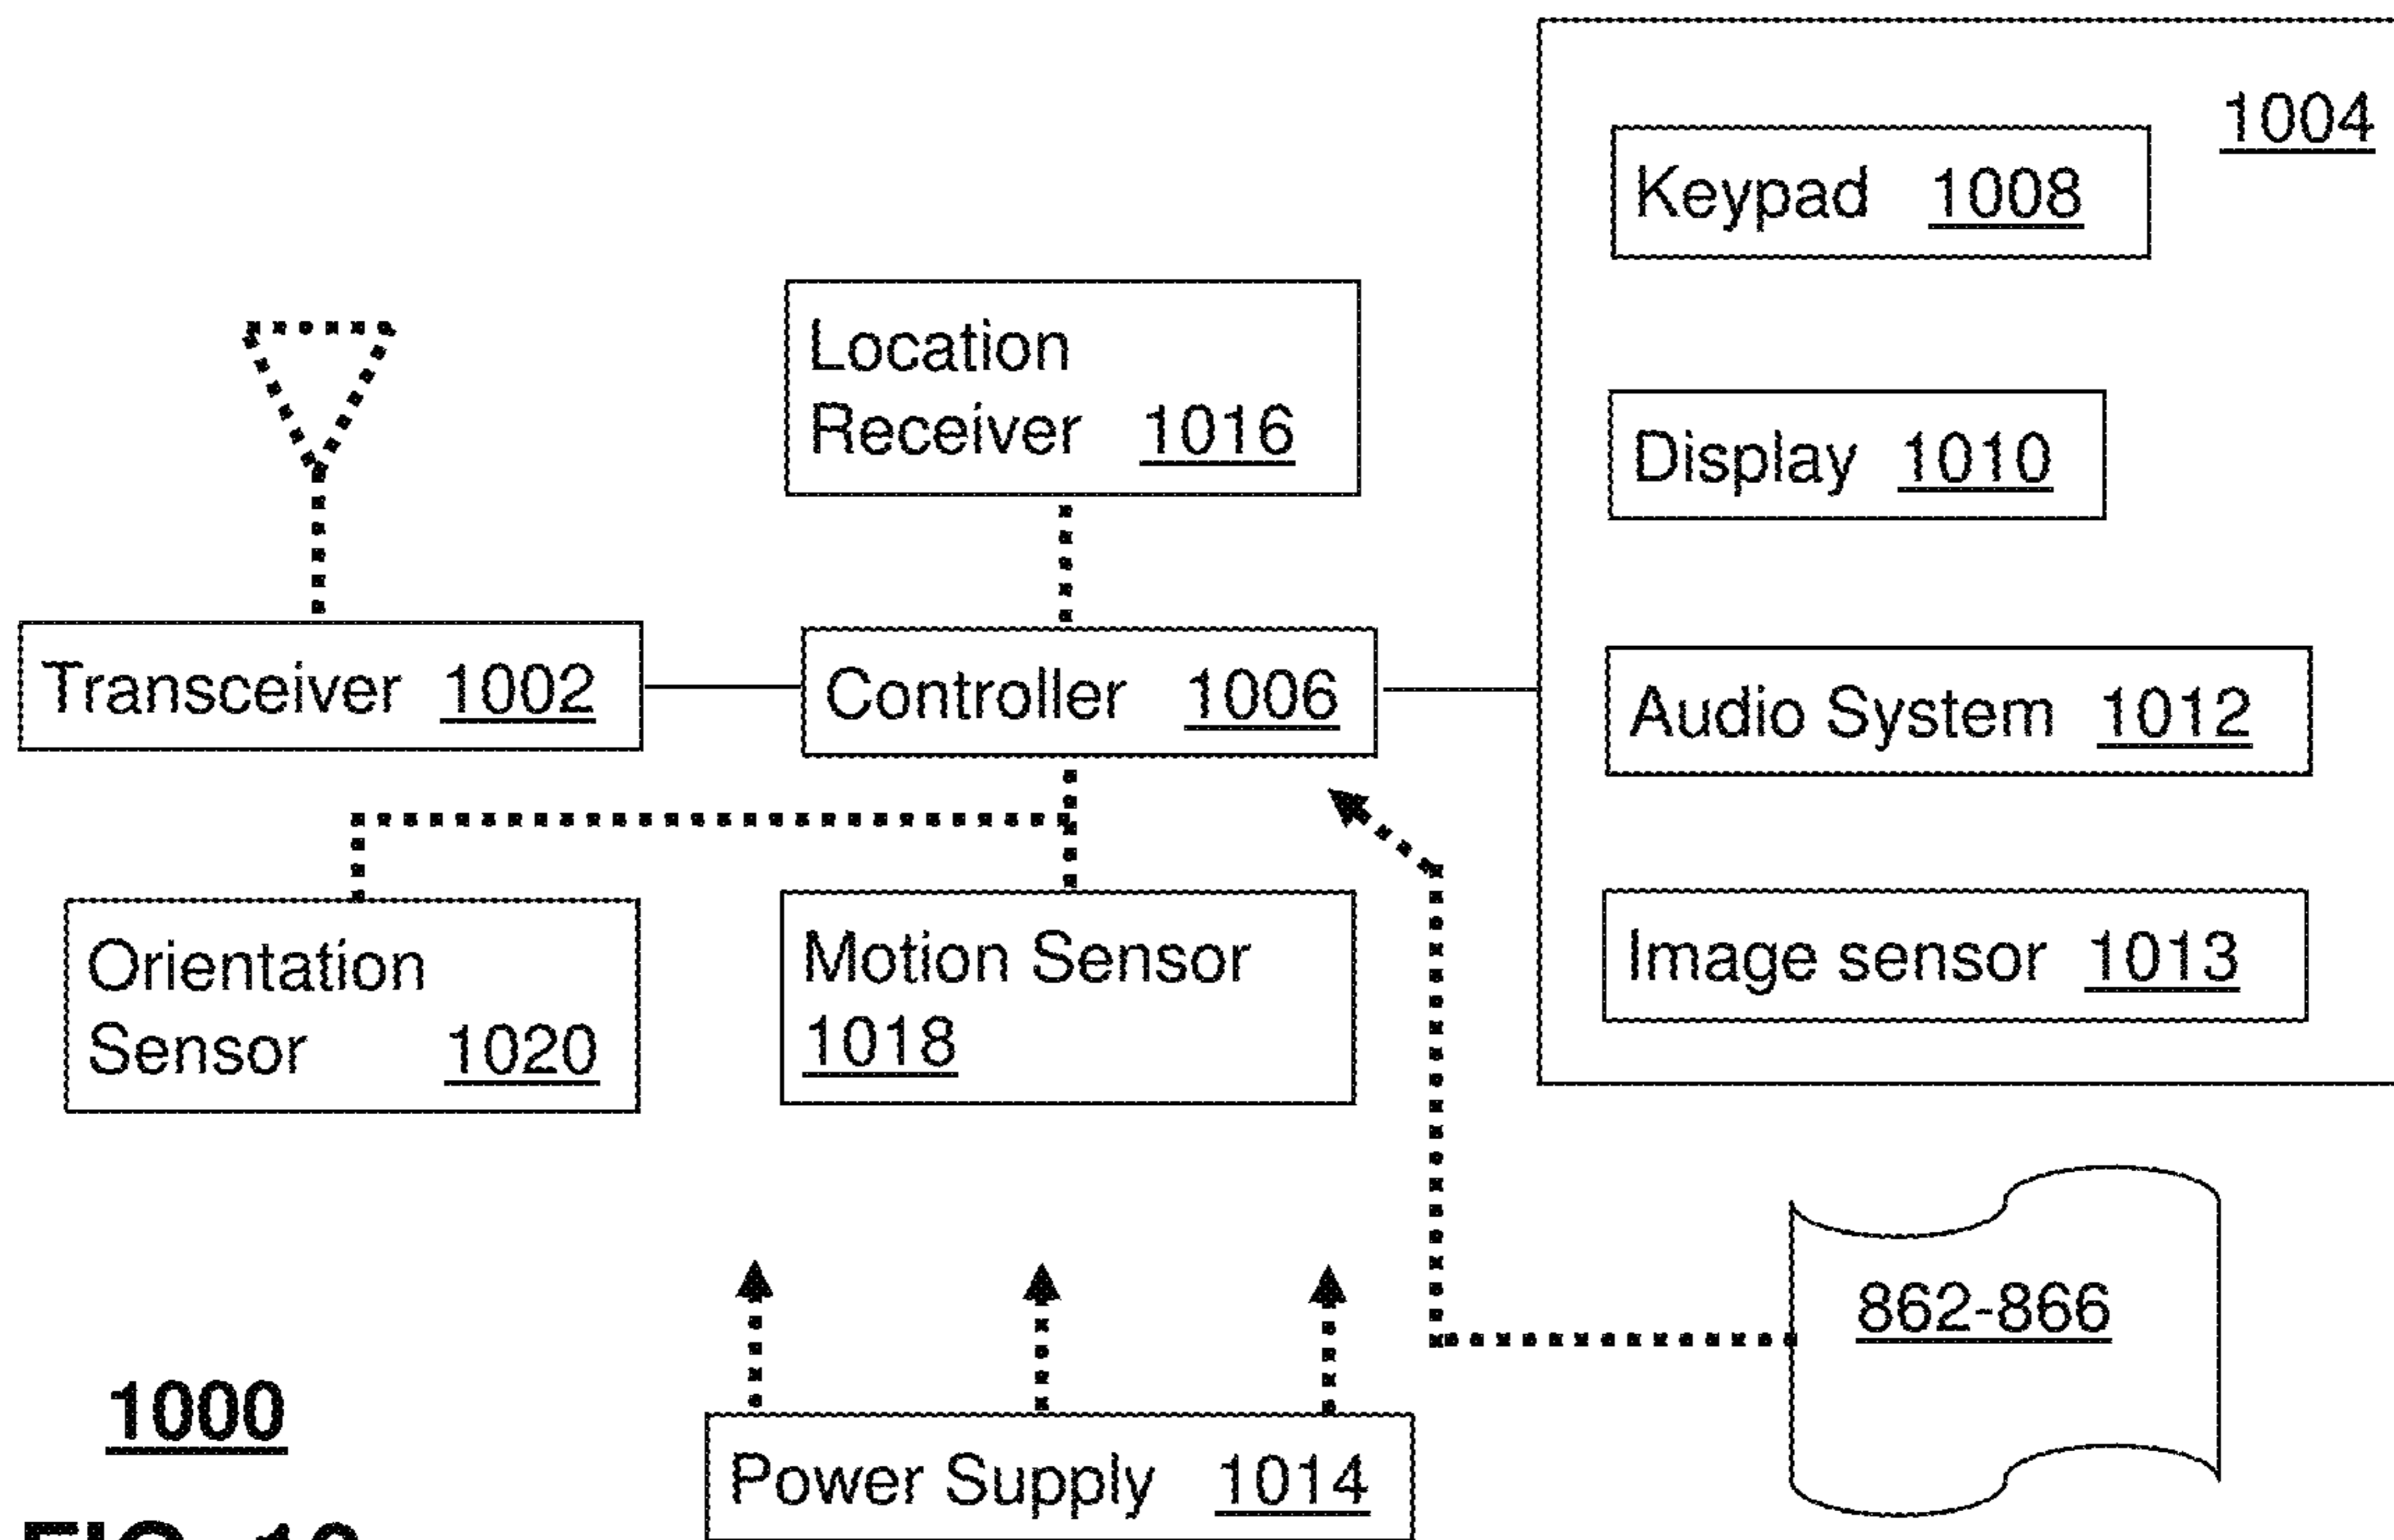 1004
Keypad 1008
Location
Receiver 1016
Display 1010
Transceiver 1002
Controller 1006
Audio System 1012
Orientation
Sensor 1020
Motion Sensor
1018
Image sensor 1013
862-866
1000
Power Supply 1014